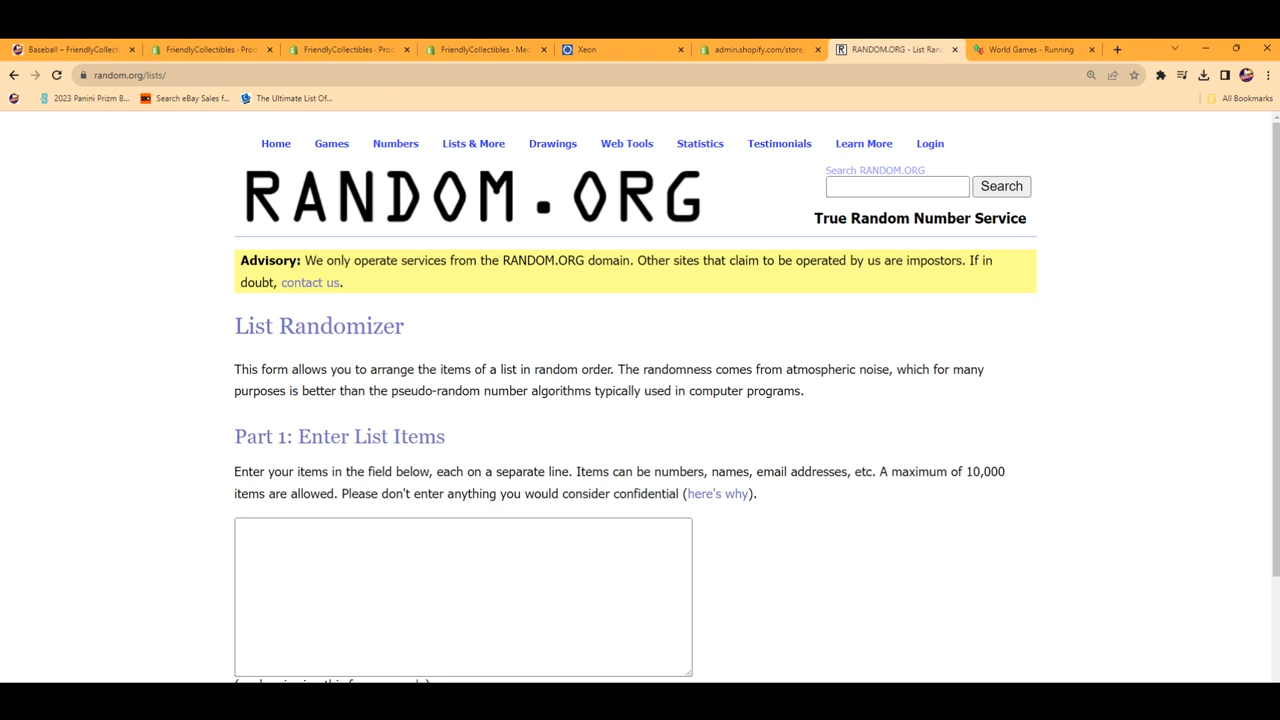 Baseball – FriendlyCollect
FriendlyCollectibles · Pro
FriendlyCollectibles · Pro
FriendlyCollectibles · Me
Xeon
admin.shopify.com/store
RANDOM.ORG - List Ran
World Games - Running
random.org/lists/
2023 Panini Prizm B...
Search eBay Sales f...
The Ultimate List Of...
All Bookmarks
Home
Games
Numbers
Lists & More
Drawings
Web Tools
Statistics
Testimonials
Learn More
Login
RANDOM.ORG
Search RANDOM.ORG
Search
True Random Number Service
Advisory: We only operate services from the RANDOM.ORG domain. Other sites that claim to be operated by us are impostors. If in
doubt, contact us.
List Randomizer
This form allows you to arrange the items of a list in random order. The randomness comes from atmospheric noise, which for many
purposes is better than the pseudo-random number algorithms typically used in computer programs.
Part 1: Enter List Items
Enter your items in the field below, each on a separate line. Items can be numbers, names, email addresses, etc. A maximum of 10,000
items are allowed. Please don't enter anything you would consider confidential (here's why).